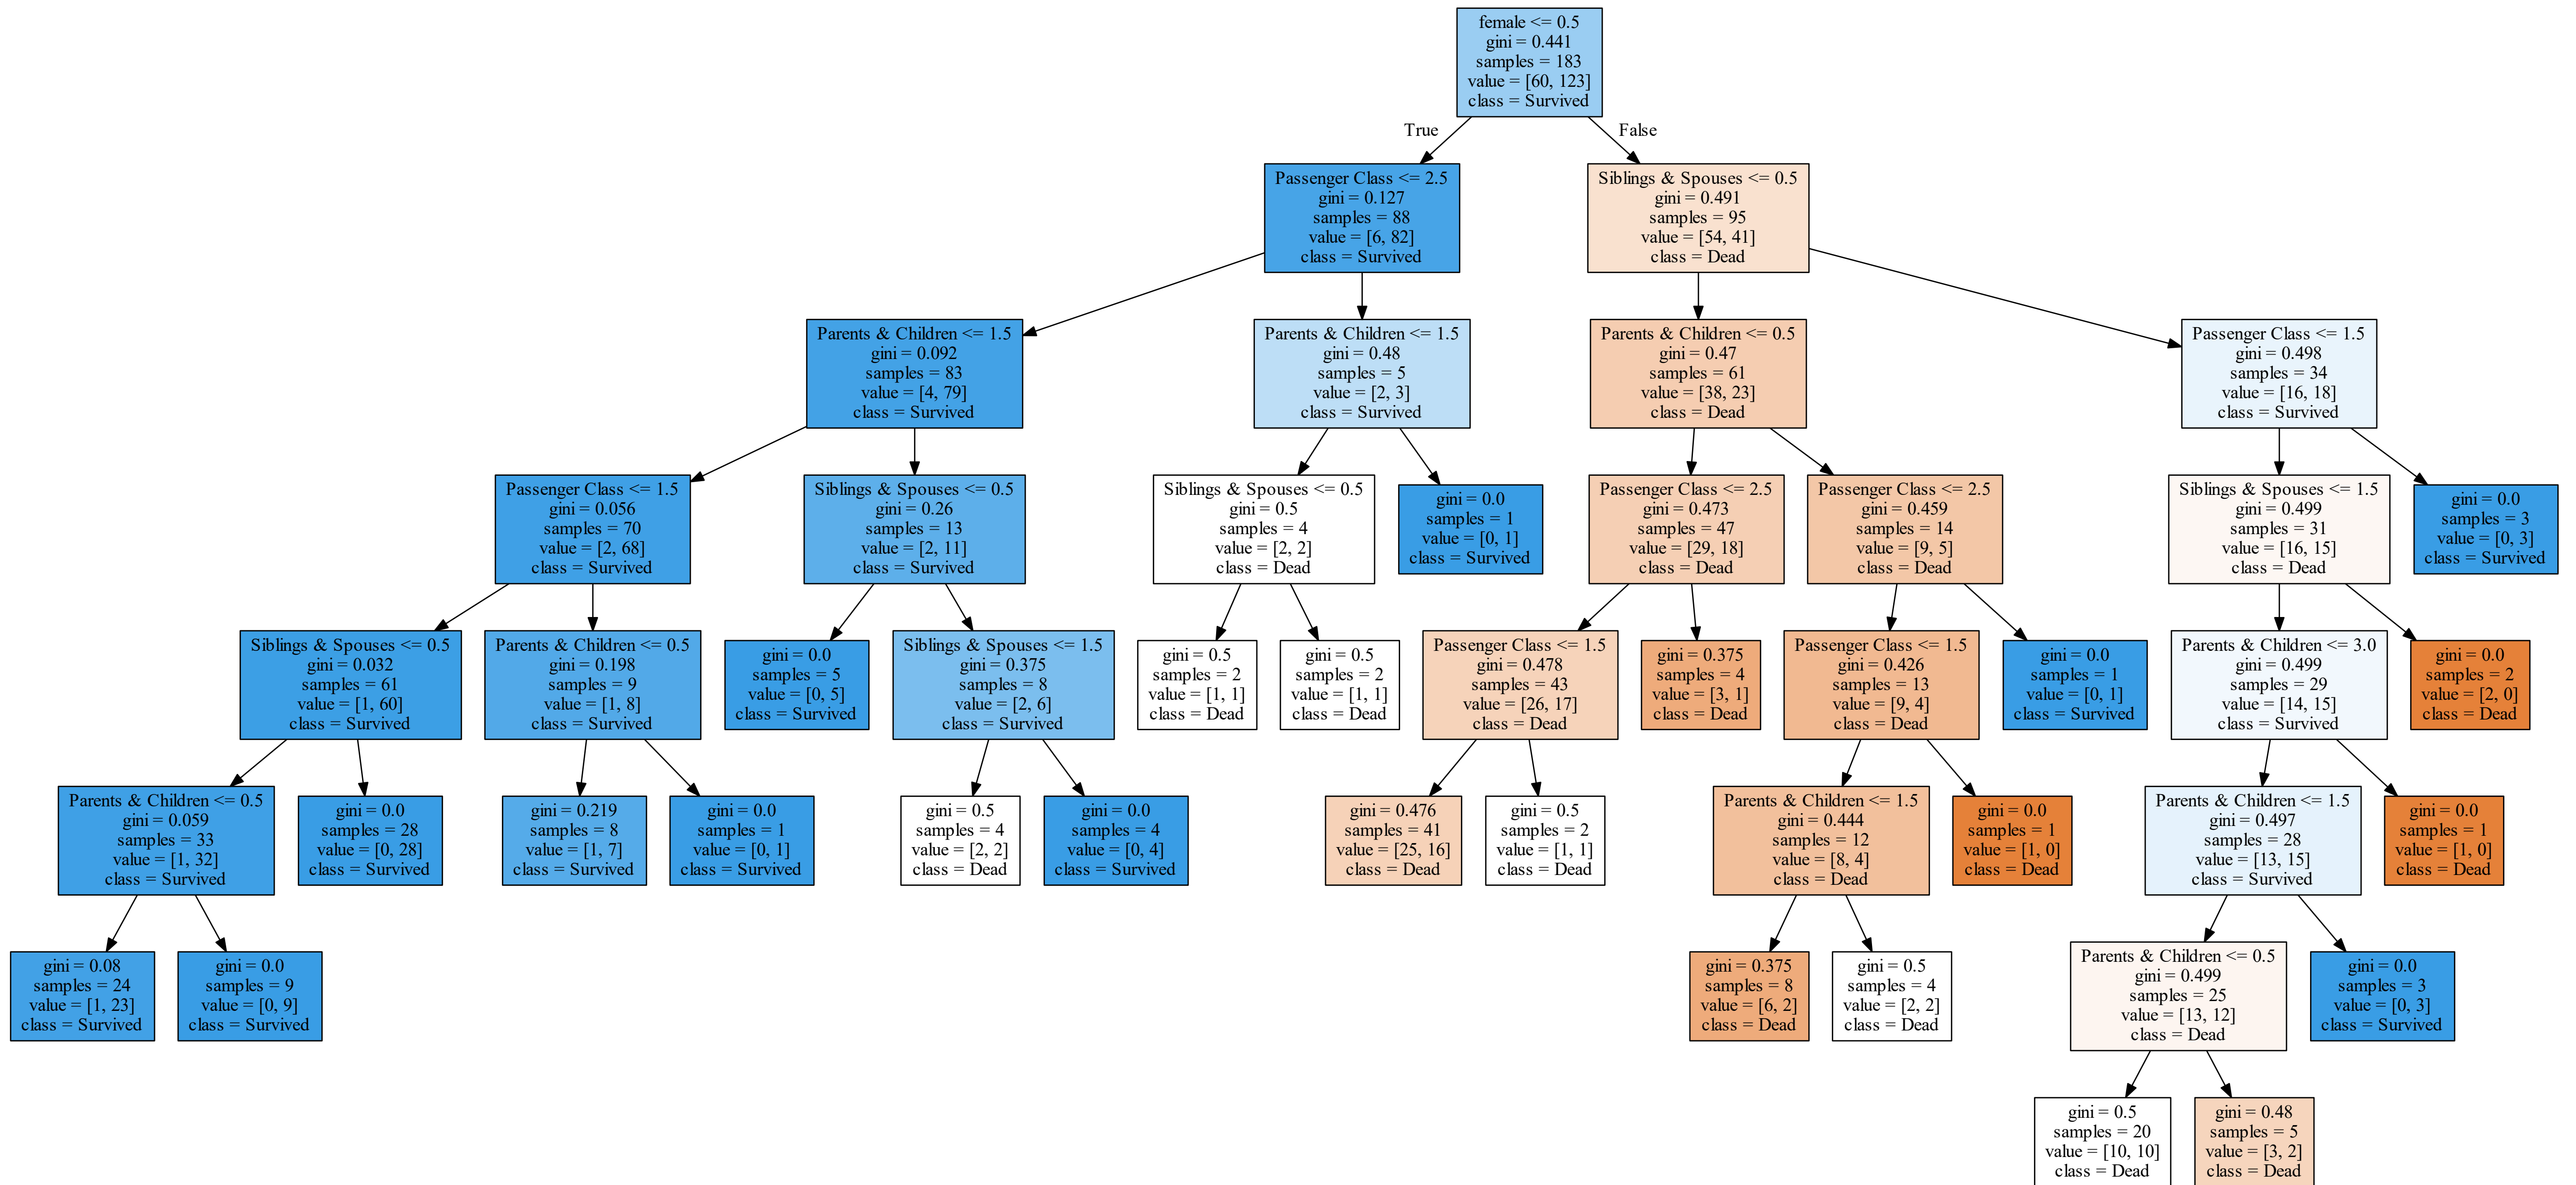 female <= 0.5
gini = 0.441
samples = 183
value = [60, 123]
class = Survived
True
False
Passenger Class <= 2.5
gini = 0.127
samples = 88
value = [6, 82]
class = Survived
Siblings & Spouses <= 0.5
gini = 0.491
samples = 95
value = [54, 41]
class = Dead
Parents & Children <= 1.5
gini = 0.092
samples = 83
value = [4, 79]
class = Survived
Parents & Children <= 1.5
gini = 0.48
samples = 5
value = [2, 3]
class = Survived
Parents & Children <= 0.5
gini = 0.47
samples = 61
value = [38, 23]
class = Dead
Passenger Class <= 1.5
gini = 0.498
samples = 34
value = [16, 18]
class = Survived
Passenger Class <= 1.5
gini = 0.056
samples = 70
value = [2, 68]
class = Survived
Siblings & Spouses <= 0.5
gini = 0.26
samples = 13
value = [2, 11]
class = Survived
Siblings & Spouses <= 0.5
gini = 0.5
samples = 4
value = [2, 2]
class = Dead
gini = 0.0
samples = 1
value = [0, 1]
class = Survived
Passenger Class <= 2.5
gini = 0.473
samples = 47
value = [29, 18]
class = Dead
Passenger Class <= 2.5
gini = 0.459
samples = 14
value = [9, 5]
class = Dead
Siblings & Spouses <= 1.5
gini = 0.499
samples = 31
value = [16, 15]
class = Dead
gini = 0.0
samples = 3
value = [0, 3]
class = Survived
Siblings & Spouses <= 0.5
gini = 0.032
samples = 61
value = [1, 60]
class = Survived
Parents & Children <= 0.5
gini = 0.198
samples = 9
value = [1, 8]
class = Survived
gini = 0.0
samples = 5
value = [0, 5]
class = Survived
Siblings & Spouses <= 1.5
gini = 0.375
samples = 8
value = [2, 6]
class = Survived
gini = 0.5
samples = 2
value = [1, 1]
class = Dead
gini = 0.5
samples = 2
value = [1, 1]
class = Dead
Passenger Class <= 1.5
gini = 0.478
samples = 43
value = [26, 17]
class = Dead
gini = 0.375
samples = 4
value = [3, 1]
class = Dead
Passenger Class <= 1.5
gini = 0.426
samples = 13
value = [9, 4]
class = Dead
gini = 0.0
samples = 1
value = [0, 1]
class = Survived
Parents & Children <= 3.0
gini = 0.499
samples = 29
value = [14, 15]
class = Survived
gini = 0.0
samples = 2
value = [2, 0]
class = Dead
Parents & Children <= 0.5
gini = 0.059
samples = 33
value = [1, 32]
class = Survived
gini = 0.0
samples = 28
value = [0, 28]
class = Survived
gini = 0.219
samples = 8
value = [1, 7]
class = Survived
gini = 0.0
samples = 1
value = [0, 1]
class = Survived
gini = 0.5
samples = 4
value = [2, 2]
class = Dead
gini = 0.0
samples = 4
value = [0, 4]
class = Survived
gini = 0.476
samples = 41
value = [25, 16]
class = Dead
gini = 0.5
samples = 2
value = [1, 1]
class = Dead
Parents & Children <= 1.5
gini = 0.444
samples = 12
value = [8, 4]
class = Dead
gini = 0.0
samples = 1
value = [1, 0]
class = Dead
Parents & Children <= 1.5
gini = 0.497
samples = 28
value = [13, 15]
class = Survived
gini = 0.0
samples = 1
value = [1, 0]
class = Dead
gini = 0.08
samples = 24
value = [1, 23]
class = Survived
gini = 0.0
samples = 9
value = [0, 9]
class = Survived
gini = 0.375
samples = 8
value = [6, 2]
class = Dead
gini = 0.5
samples = 4
value = [2, 2]
class = Dead
Parents & Children <= 0.5
gini = 0.499
samples = 25
value = [13, 12]
class = Dead
gini = 0.0
samples = 3
value = [0, 3]
class = Survived
gini = 0.5
samples = 20
value = [10, 10]
class = Dead
gini = 0.48
samples = 5
value = [3, 2]
class = Dead